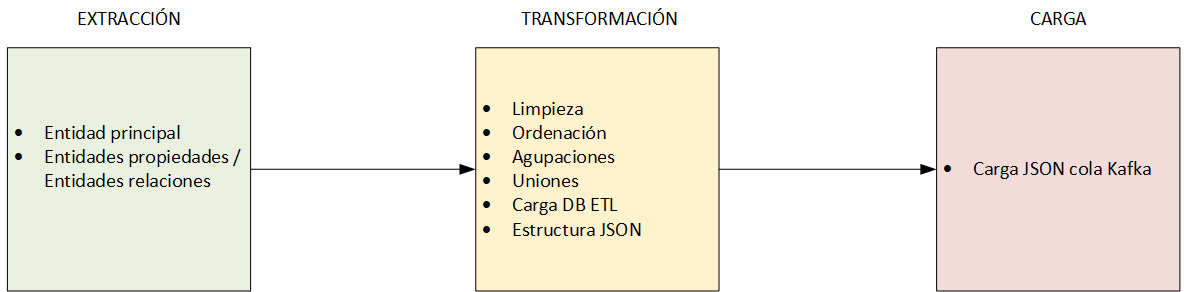 EXTRACCIÓN
• Entidad principal
• Entidades propiedades /
Entidades relaciones
TRANSFORMACIÓN
• Limpieza
• Ordenación
• Agupaciones
• Uniones
• Carga DB ETL
• Estructura JSON
CARGA
• Carga JSON cola Kafka